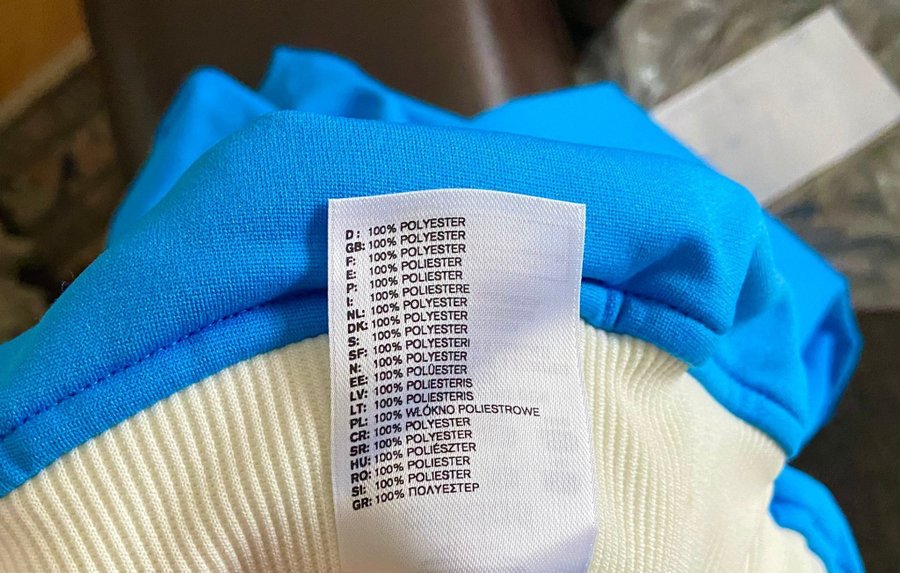 D: 100% POLYESTER
GB: 100% POLYESTER
F: 100% POLYESTER
E: 100% POLIESTER
P: 100% POLIESTER
I: 100% POLIESTERE
NL: 100% POLYESTER
DK: 100% POLYESTER
S: 100% POLYESTER
SF: 100% POLYESTERI
N: 100% POLYESTER
EE: 100% POLÜESTER
LV: 100% POLIESTERIS
LT: 100% POLIESTERIS
PL: 100% WŁÓKNO POLIESTROWE
CR: 100% POLYESTER
SR: 100% POLYESTER
HU: 100% POLIÉSZTER
RO: 100% POLIESTER
SI: 100% POLIESTER
GR: 100% ΠΟΛΥΕΣΤΕΡ